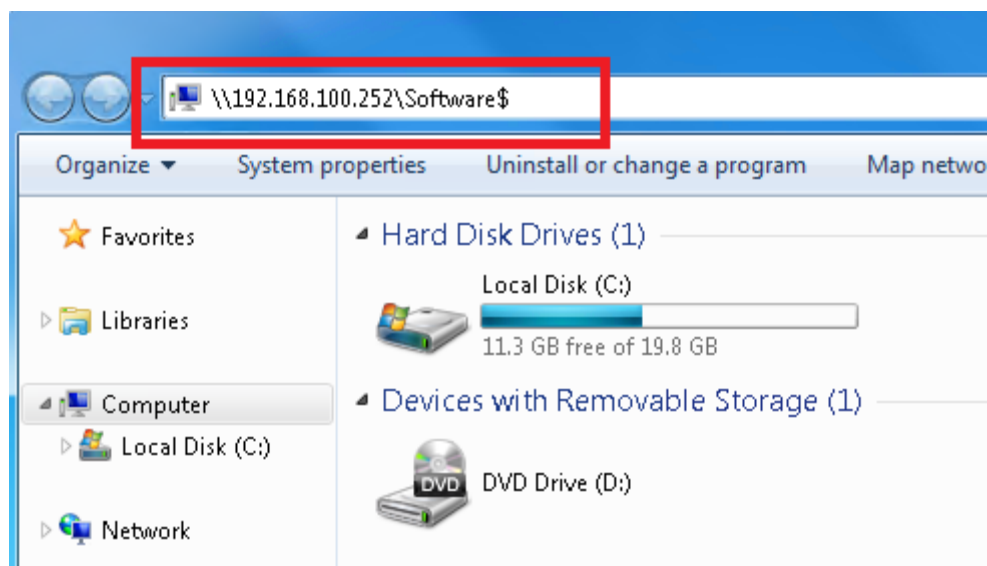 \\192.168.100.252\Software$
Organize System properties Uninstall or change a program Map netwo
Favorites
Libraries
Computer
Local Disk (C:)
Network
Hard Disk Drives (1)
Local Disk (C:)
11.3 GB free of 19.8 GB
Devices with Removable Storage (1)
DVD
DVD Drive (D:)